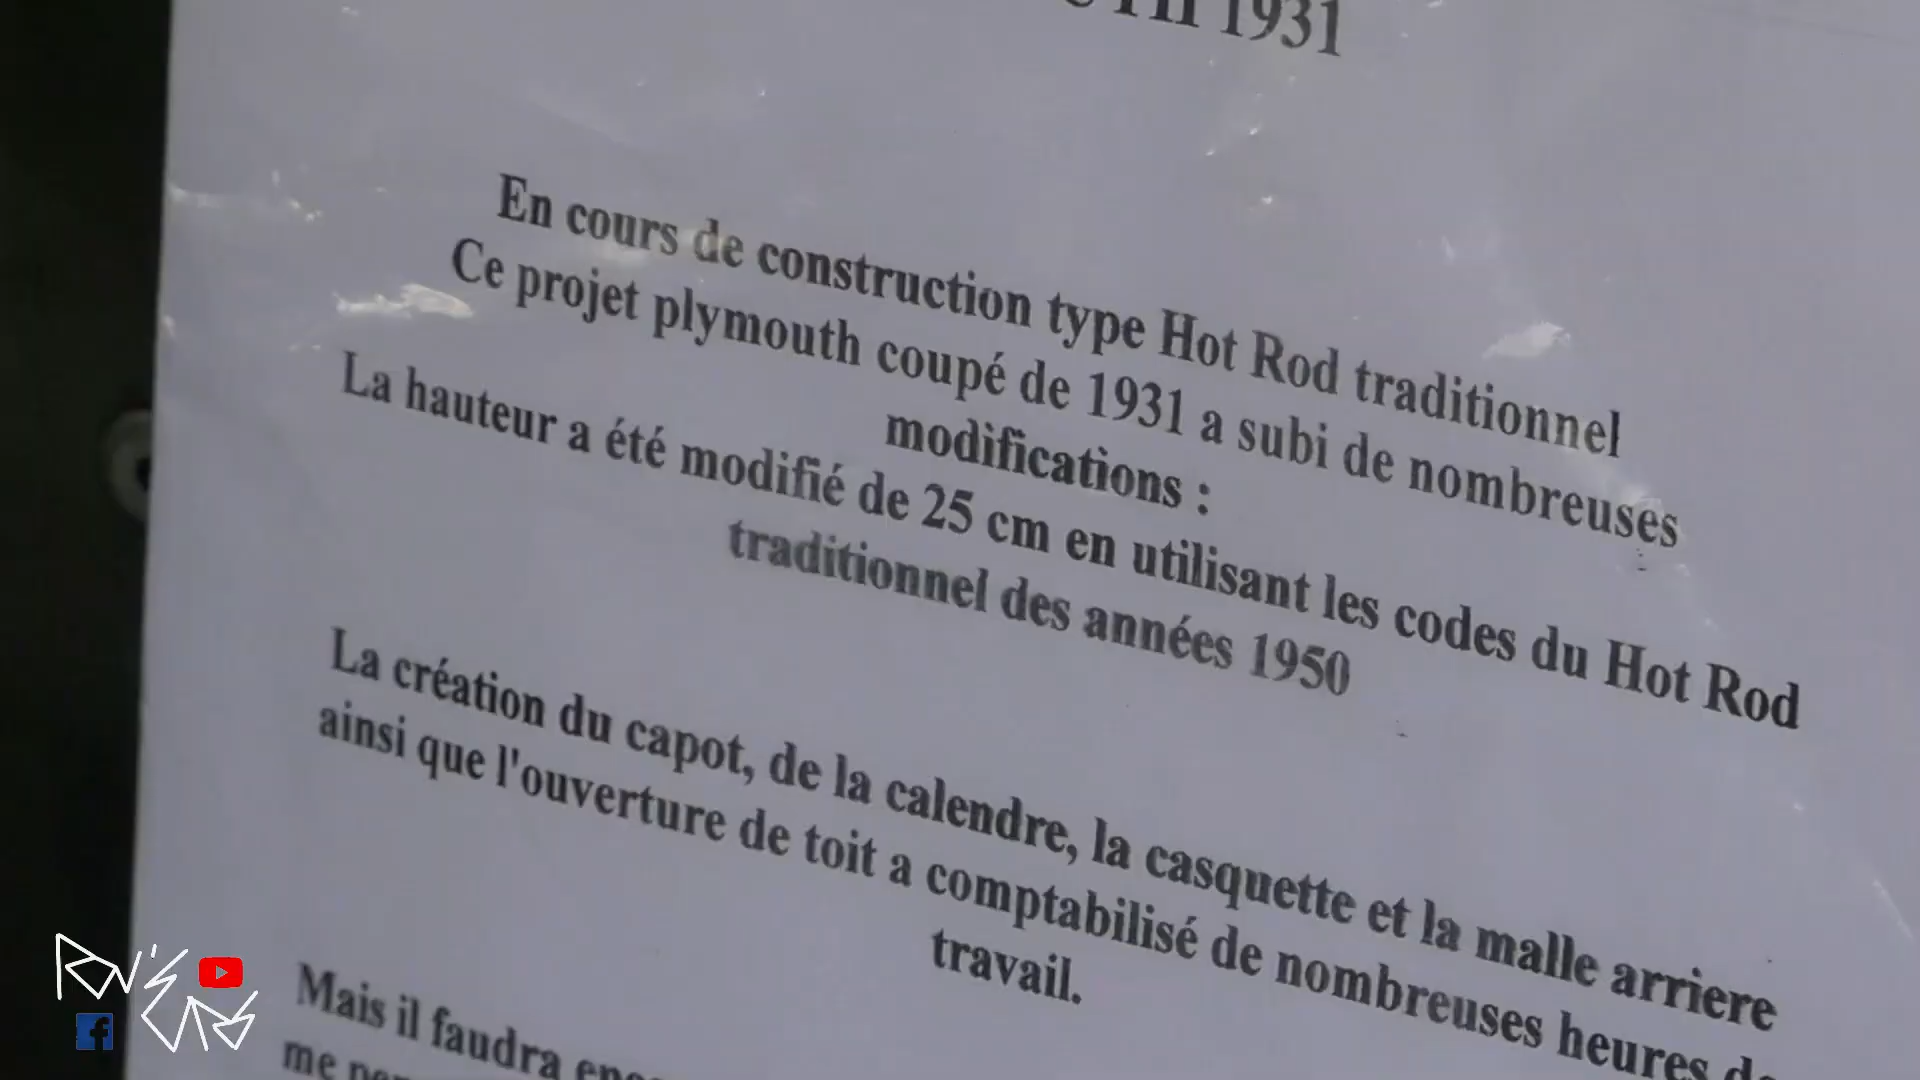 1931
En cours de construction type Hot Rod traditionnel
Ce projet plymouth coupé de 1931 a subi de nombreuses
modifications :
La hauteur a été modifié de 25 cm en utilisant les codes du Hot Rod
traditionnel des années 1950
La création du capot, de la calendre, la casquette et la malle arriere
ainsi que l'ouverture de toit a comptabilisé de nombreuses heures de
travail.
Mais il faudra
me